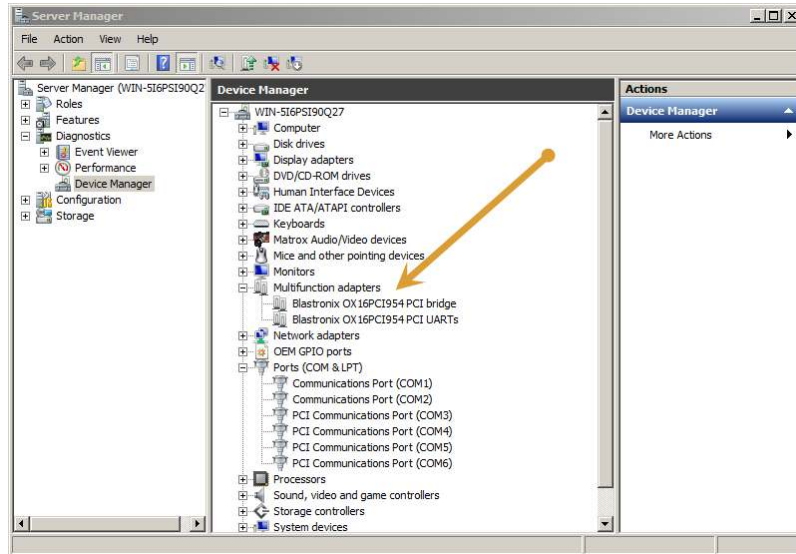 Server Manager
File Action View Help
Server Manager (WIN-5I6PSI90Q2
Roles
Features
Diagnostics
Event Viewer
Performance
Device Manager
Configuration
Storage
Device Manager
WIN-5I6PSI90Q27
Computer
Disk drives
Display adapters
DVD/CD-ROM drives
Human Interface Devices
IDE ATA/ATAPI controllers
Keyboards
Matrox Audio/Video devices
Mice and other pointing devices
Monitors
Multifunction adapters
Blastronix OX16PCI954 PCI bridge
Blastronix OX16PCI954 PCI UARTs
Network adapters
OEM GPIO ports
Ports (COM & LPT)
Communications Port (COM1)
Communications Port (COM2)
PCI Communications Port (COM3)
PCI Communications Port (COM4)
PCI Communications Port (COM5)
PCI Communications Port (COM6)
Processors
Sound, video and game controllers
Storage controllers
System devices
Actions
Device Manager
More Actions